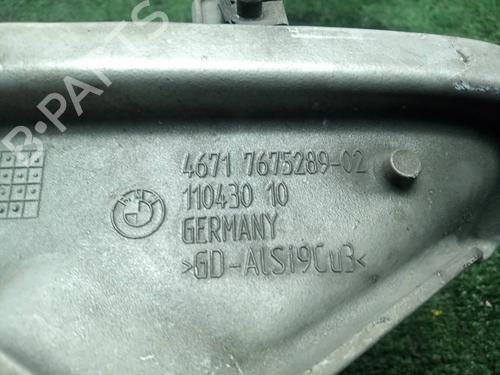 B-PARTS
4671 7675289-02
110430 10
GERMANY
>GD-AlSi9Cu3<